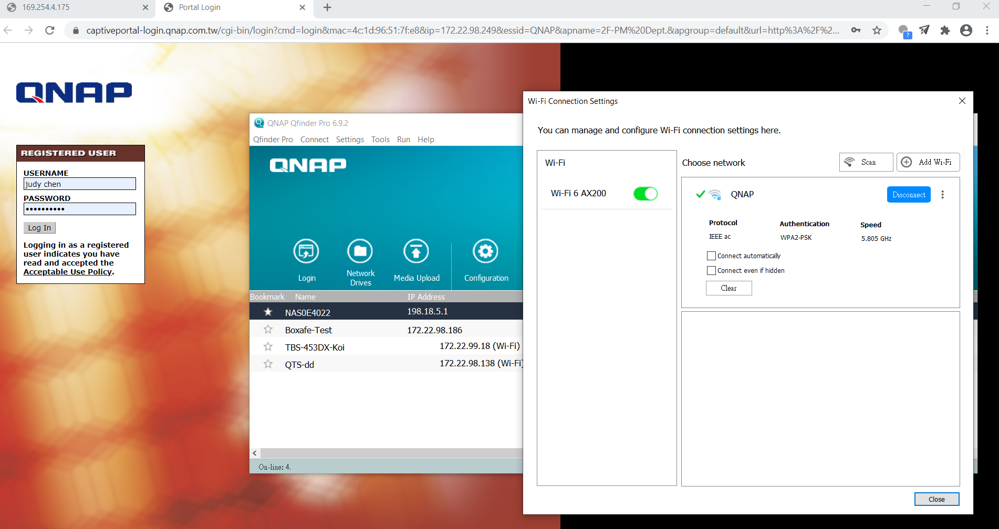 169.254.4.175
Portal Login
captiveportal-login.qnap.com.tw/cgi-bin/login?cmd=login&mac=4c:1d:96:51:7f:e8&ip=172.22.98.249&essid=QNAP&apname=2F-PM%20Dept.&apgroup=default&url=http%3A%2F%2...
?
QNAP
REGISTERED USER
USERNAME
judy chen
PASSWORD
••••••••••
Log In
Logging in as a registered
user indicates you have
read and accepted the
Acceptable Use Policy.
QNAP Qfinder Pro 6.9.2
Qfinder Pro Connect Settings Tools Run Help
QNAP
Login
Network
Drives
Media Upload
Configuration
Bookmark Name IP Address
NAS0E4022 198.18.5.1
Boxafe-Test 172.22.98.186
TBS-453DX-Koi 172.22.99.18 (Wi-Fi)
QTS-dd 172.22.98.138 (Wi-Fi)
On-line: 4.
Wi-Fi Connection Settings
You can manage and configure Wi-Fi connection settings here.
Wi-Fi
Wi-Fi 6 AX200
Choose network
Scan
Add Wi-Fi
QNAP
Disconnect
Protocol Authentication Speed
IEEE ac WPA2-PSK 5.805 GHz
Connect automatically
Connect even if hidden
Clear
Close